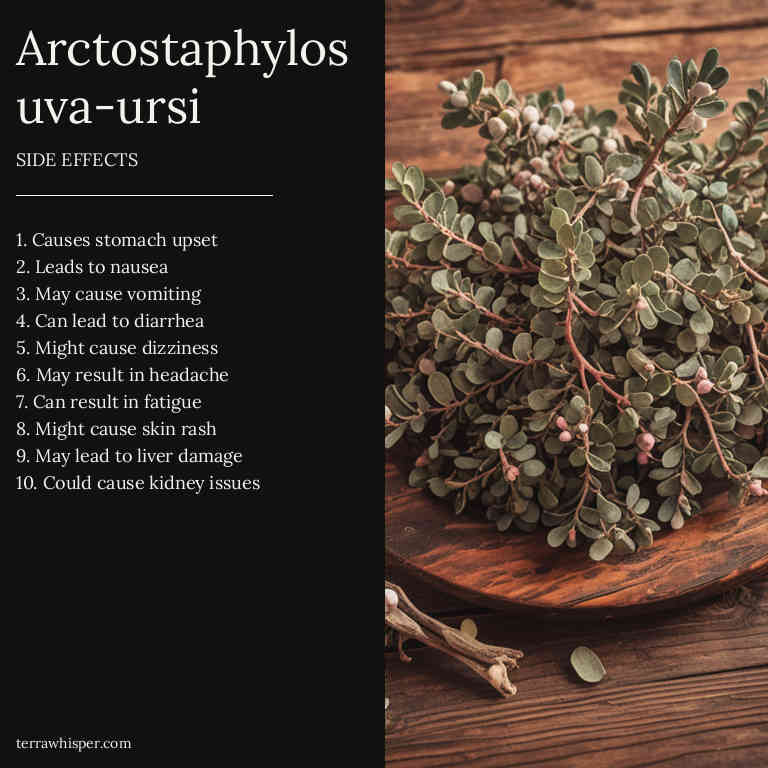 Arctostaphylos
uva-ursi
SIDE EFFECTS
1. Causes stomach upset
2. Leads to nausea
3. May cause vomiting
4. Can lead to diarrhea
5. Might cause dizziness
6. May result in headache
7. Can result in fatigue
8. Might cause skin rash
9. May lead to liver damage
10. Could cause kidney issues
terrawhisper.com